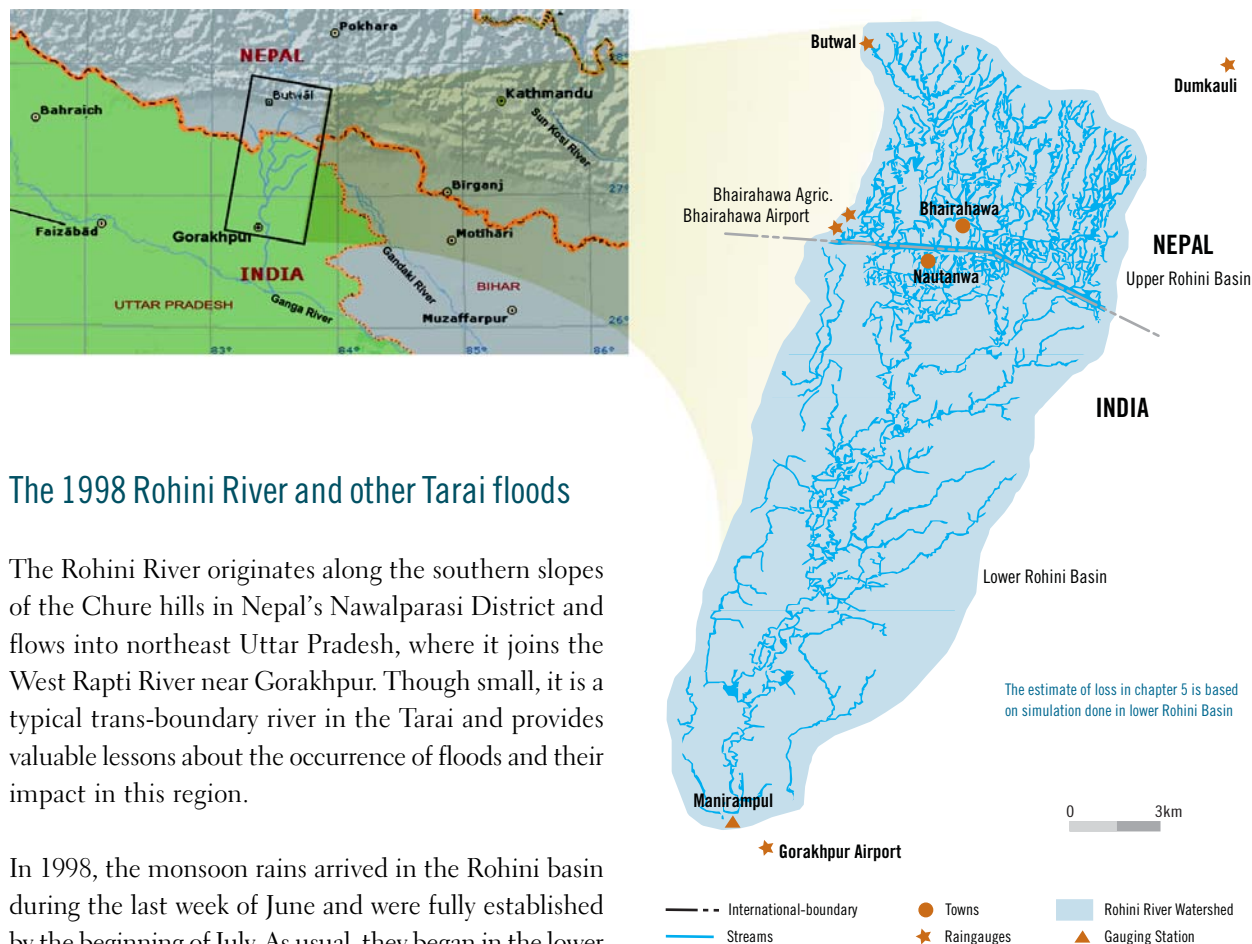 Pokhara
NEPAL
28°
Butwāl
Kathmandu
Bahraich
Sun Kosi River
Birganj
27°
Faizābād
Gorakhpur
Motihāri
INDIA
Gandaki River
BIHAR
UTTAR PRADESH
Ganga River
Muzaffarpur
26°
83°
84°
85°
86°
Butwal
Dumkauli
Bhairahawa Agric.
Bhairahawa Airport
Bhairahawa
NEPAL
Nautanwa
Upper Rohini Basin
INDIA
Lower Rohini Basin
The estimate of loss in chapter 5 is based
on simulation done in lower Rohini Basin
Manirampul
0 3km
Gorakhpur Airport
International-boundary
Towns
Rohini River Watershed
Streams
Raingauges
Gauging Station
The 1998 Rohini River and other Tarai floods
The Rohini River originates along the southern slopes
of the Chure hills in Nepal's Nawalparasi District and
flows into northeast Uttar Pradesh, where it joins the
West Rapti River near Gorakhpur. Though small, it is a
typical trans-boundary river in the Tarai and provides
valuable lessons about the occurrence of floods and their
impact in this region.
In 1998, the monsoon rains arrived in the Rohini basin
during the last week of June and were fully established
by the beginning of July. As usual, they began in the lower